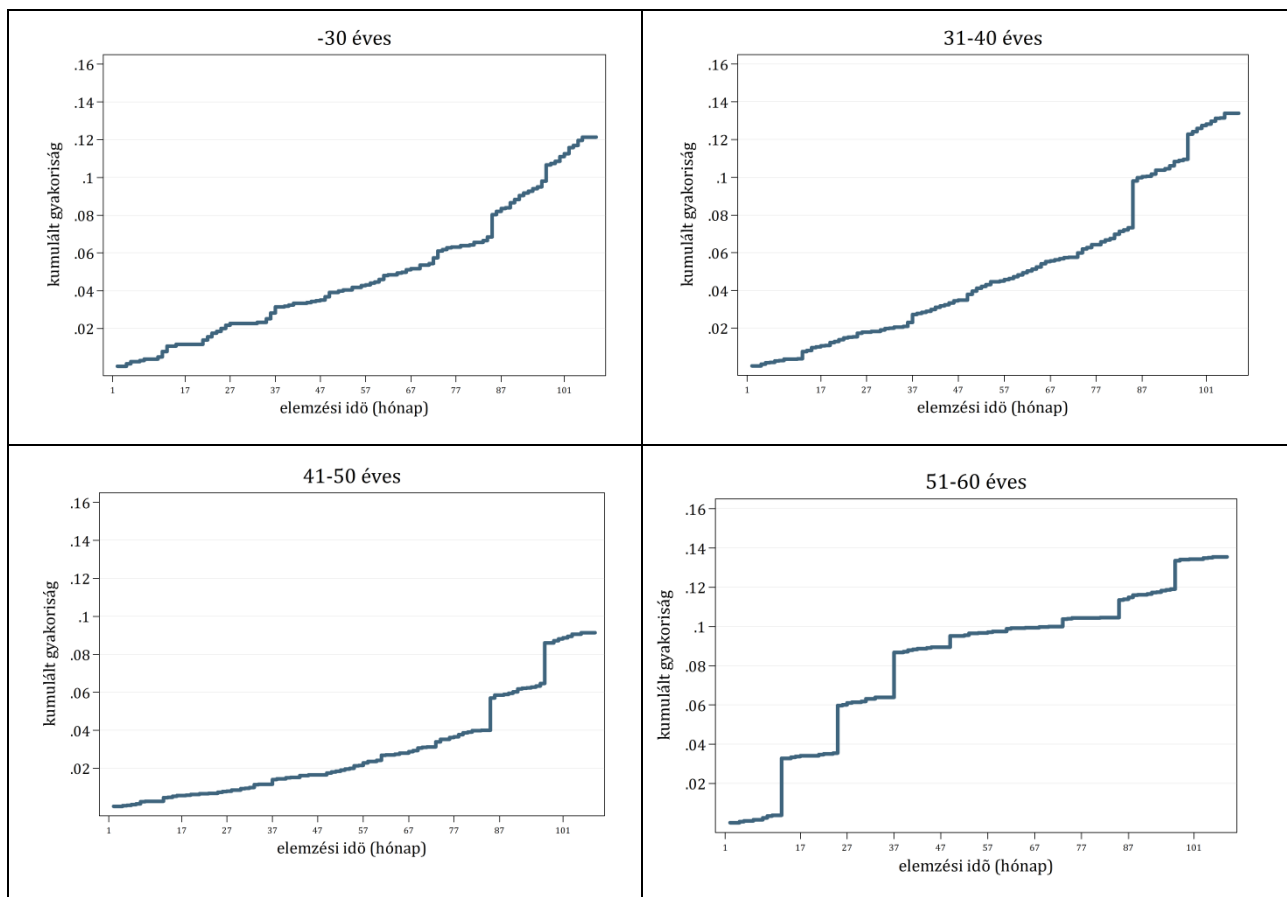 -30 éves
.16
.14
.12
.1
.08
.06
.04
.02
kumulált gyakoriság
1 17 27 37 47 57 67 77 87 101
elemzési idö (hónap)
31-40 éves
.16
.14
.12
.1
.08
.06
.04
.02
kumulált gyakoriság
1 17 27 37 47 57 67 77 87 101
elemzési idö (hónap)
41-50 éves
.16
.14
.12
.1
.08
.06
.04
.02
kumulált gyakoriság
1 17 27 37 47 57 67 77 87 101
elemzési idö (hónap)
51-60 éves
.16
.14
.12
.1
.08
.06
.04
.02
kumulált gyakoriság
1 17 27 37 47 57 67 77 87 101
elemzési idõ (hónap)